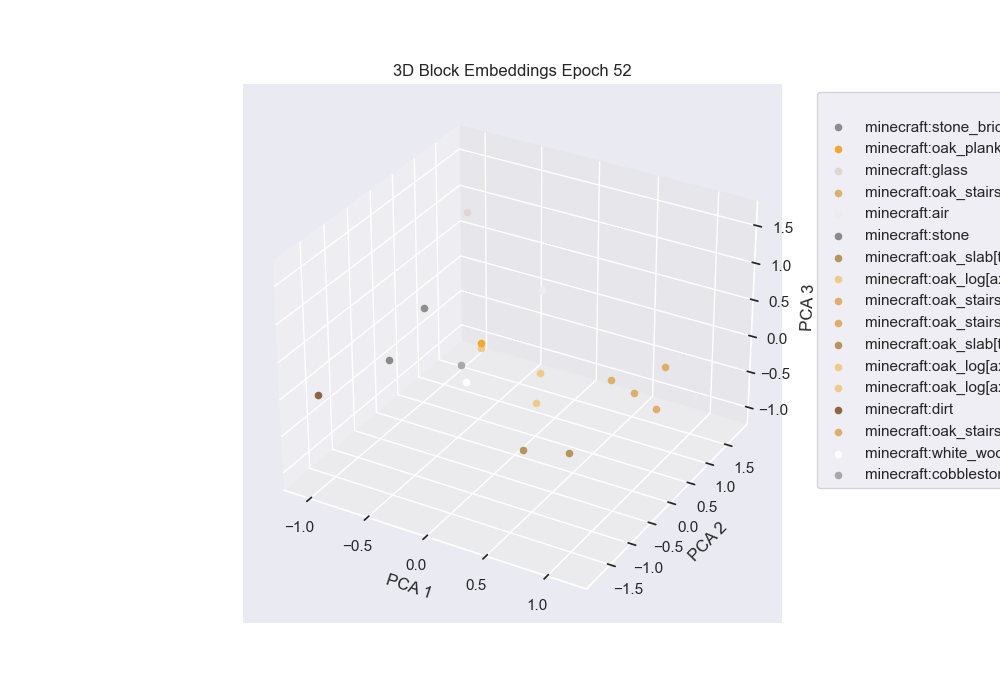 3D Block Embeddings Epoch 52
minecraft:stone_bric
minecraft:oak_plank
minecraft:glass
minecraft:oak_stairs
minecraft:air
minecraft:stone
minecraft:oak_slab[t
minecraft:oak_log[ax
minecraft:oak_stairs
minecraft:oak_stairs
minecraft:oak_slab[t
minecraft:oak_log[ax
minecraft:oak_log[ax
minecraft:dirt
minecraft:oak_stairs
minecraft:white_woo
minecraft:cobbleston
1.5
1.0
0.5
0.0
−0.5
−1.0
PCA 3
1.5
1.0
0.5
0.0
−0.5
−1.0
−1.5
PCA 2
−1.0
−0.5
0.0
0.5
1.0
PCA 1